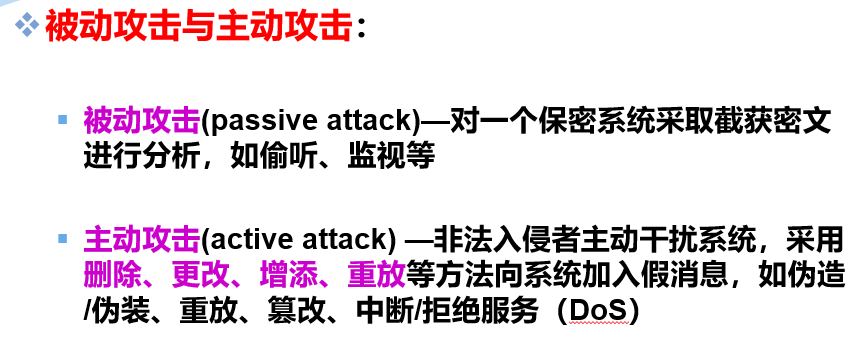 被动攻击与主动攻击：
被动攻击(passive attack)—对一个保密系统采取截获密文
进行分析，如偷听、监视等
主动攻击(active attack) —非法入侵者主动干扰系统，采用
删除、更改、增添、重放等方法向系统加入假消息，如伪造
/伪装、重放、篡改、中断/拒绝服务（DoS）